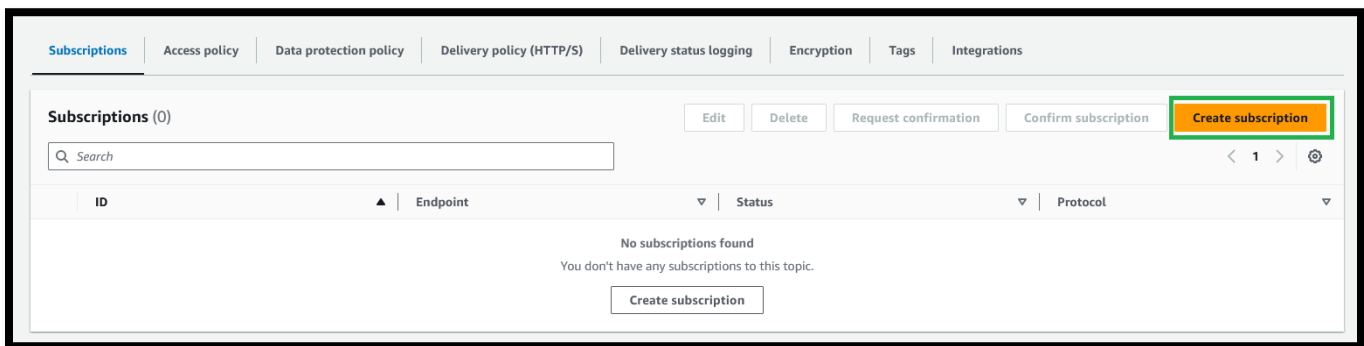 Subscriptions Access policy Data protection policy Delivery policy (HTTP/S) Delivery status logging Encryption Tags Integrations
Subscriptions (0) Edit Delete Request confirmation Confirm subscription Create subscription
Search 1
ID Endpoint Status Protocol
No subscriptions found
You don't have any subscriptions to this topic.
Create subscription